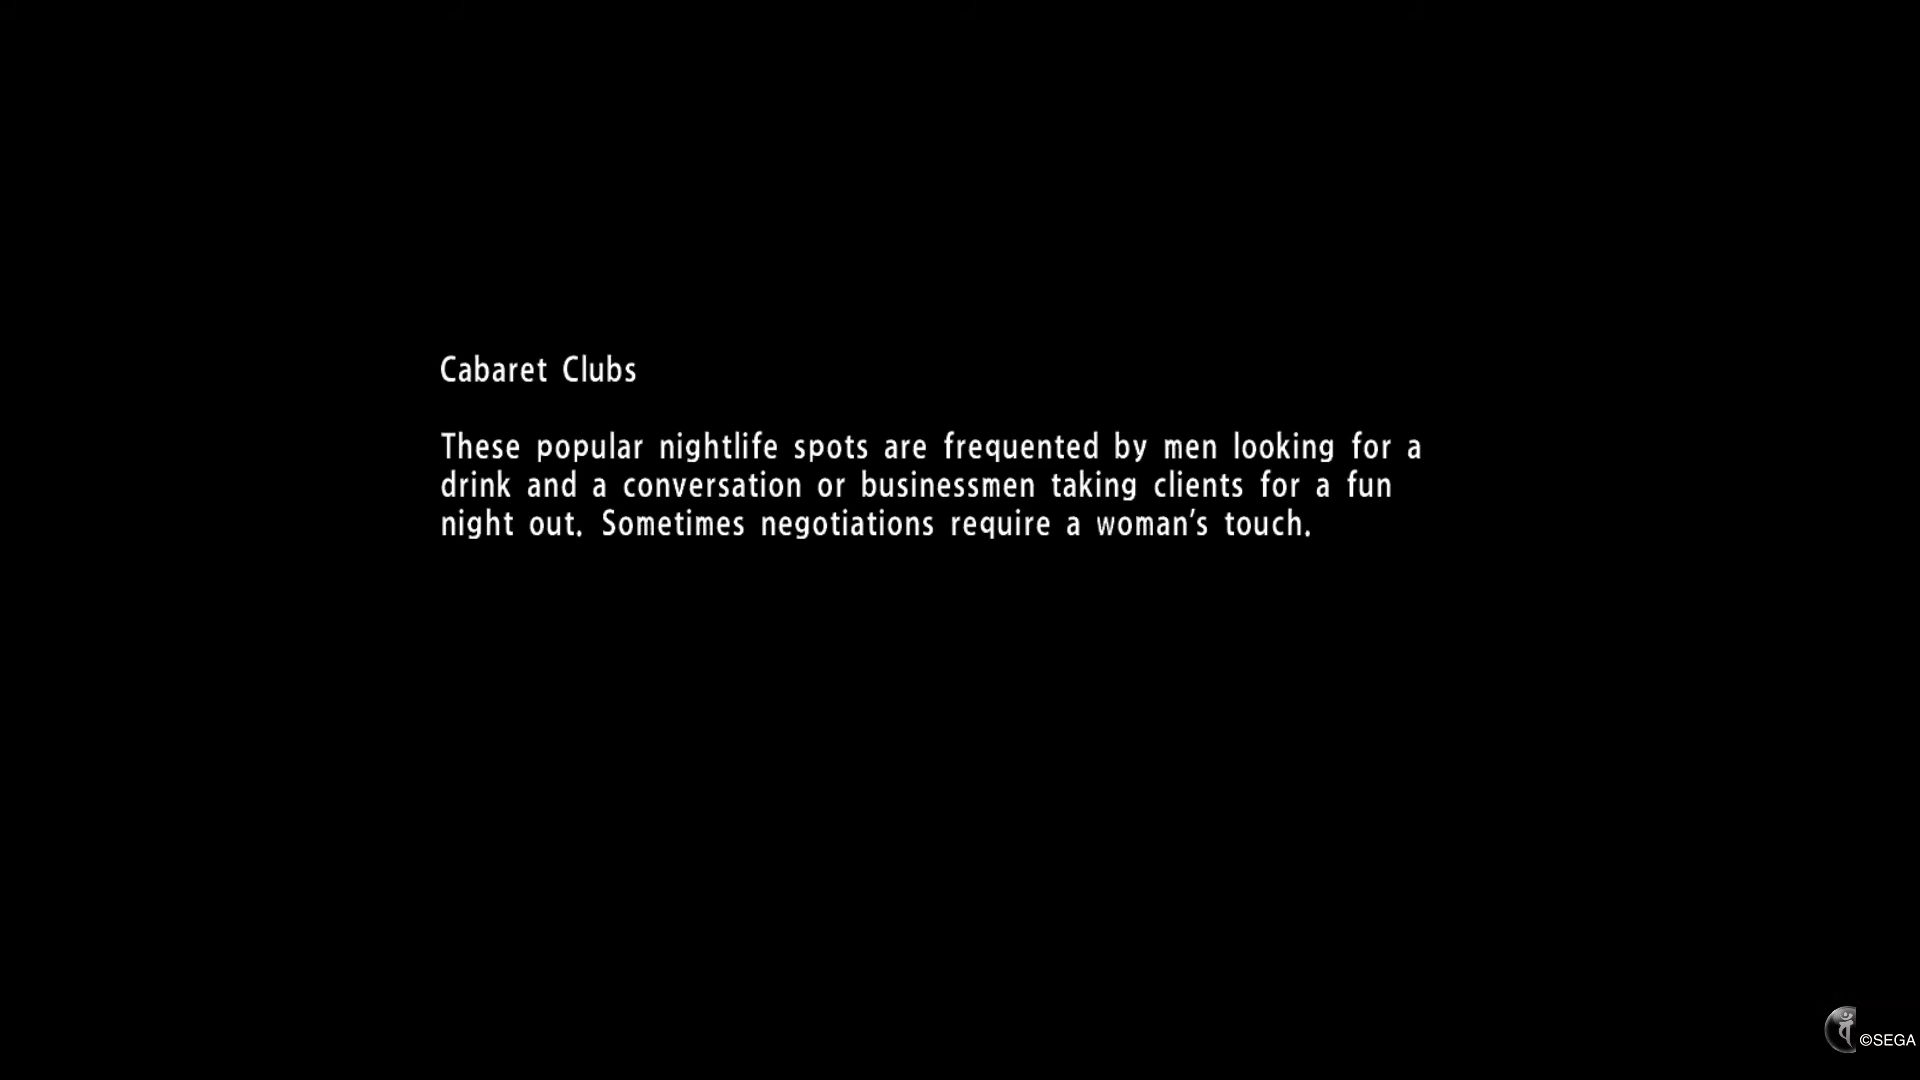 Cabaret Clubs
These popular nightlife spots are frequented by men looking for a
drink and a conversation or businessmen taking clients for a fun
night out. Sometimes negotiations require a woman's touch.
©SEGA